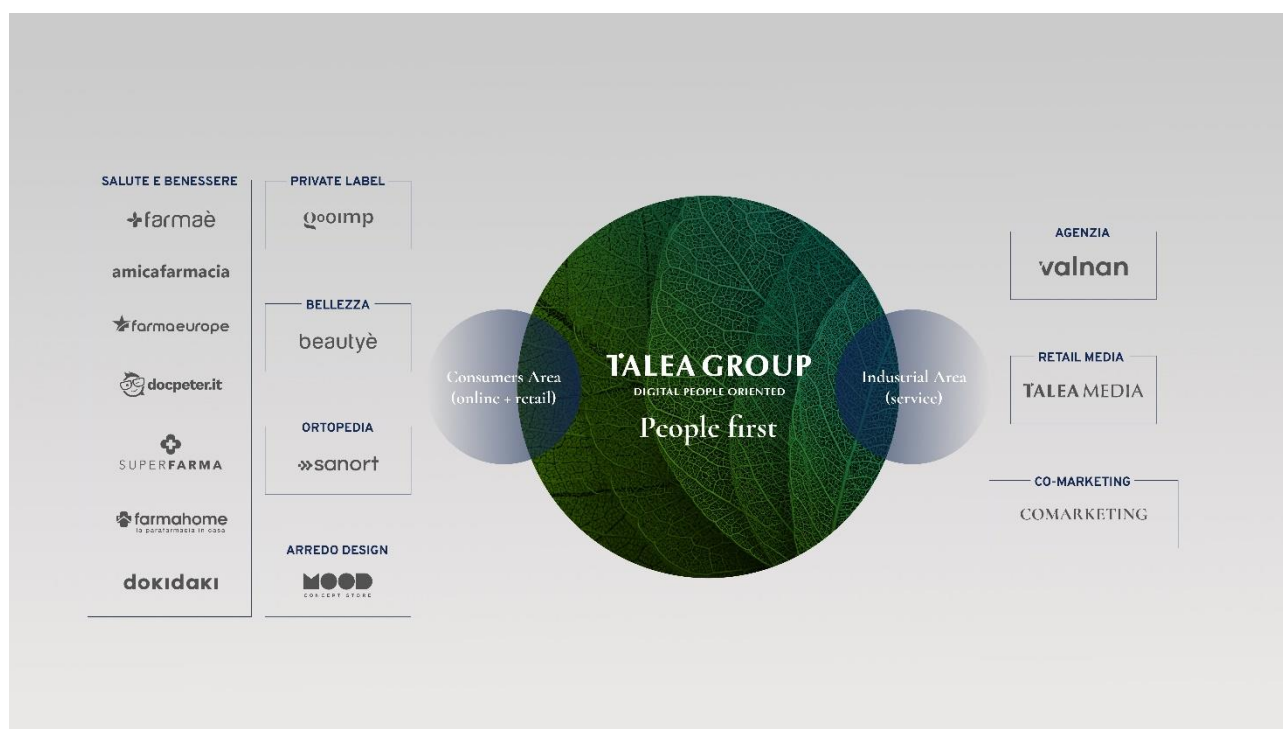 SALUTE E BENESSERE
farmaè
amicafarmacia
farmaeurope
docpeter.it
SUPERFARMA
farmahome
la parafarmacia in casa
dokidaki
PRIVATE LABEL
gooimp
BELLEZZA
beautyè
ORTOPEDIA
sanort
ARREDO DESIGN
MOOD
CONCEPT STORE
Consumers Area
(online + retail)
TALEA GROUP
DIGITAL PEOPLE ORIENTED
People first
Industrial Area
(service)
AGENZIA
valnan
RETAIL MEDIA
TALEA MEDIA
CO-MARKETING
COMARKETING